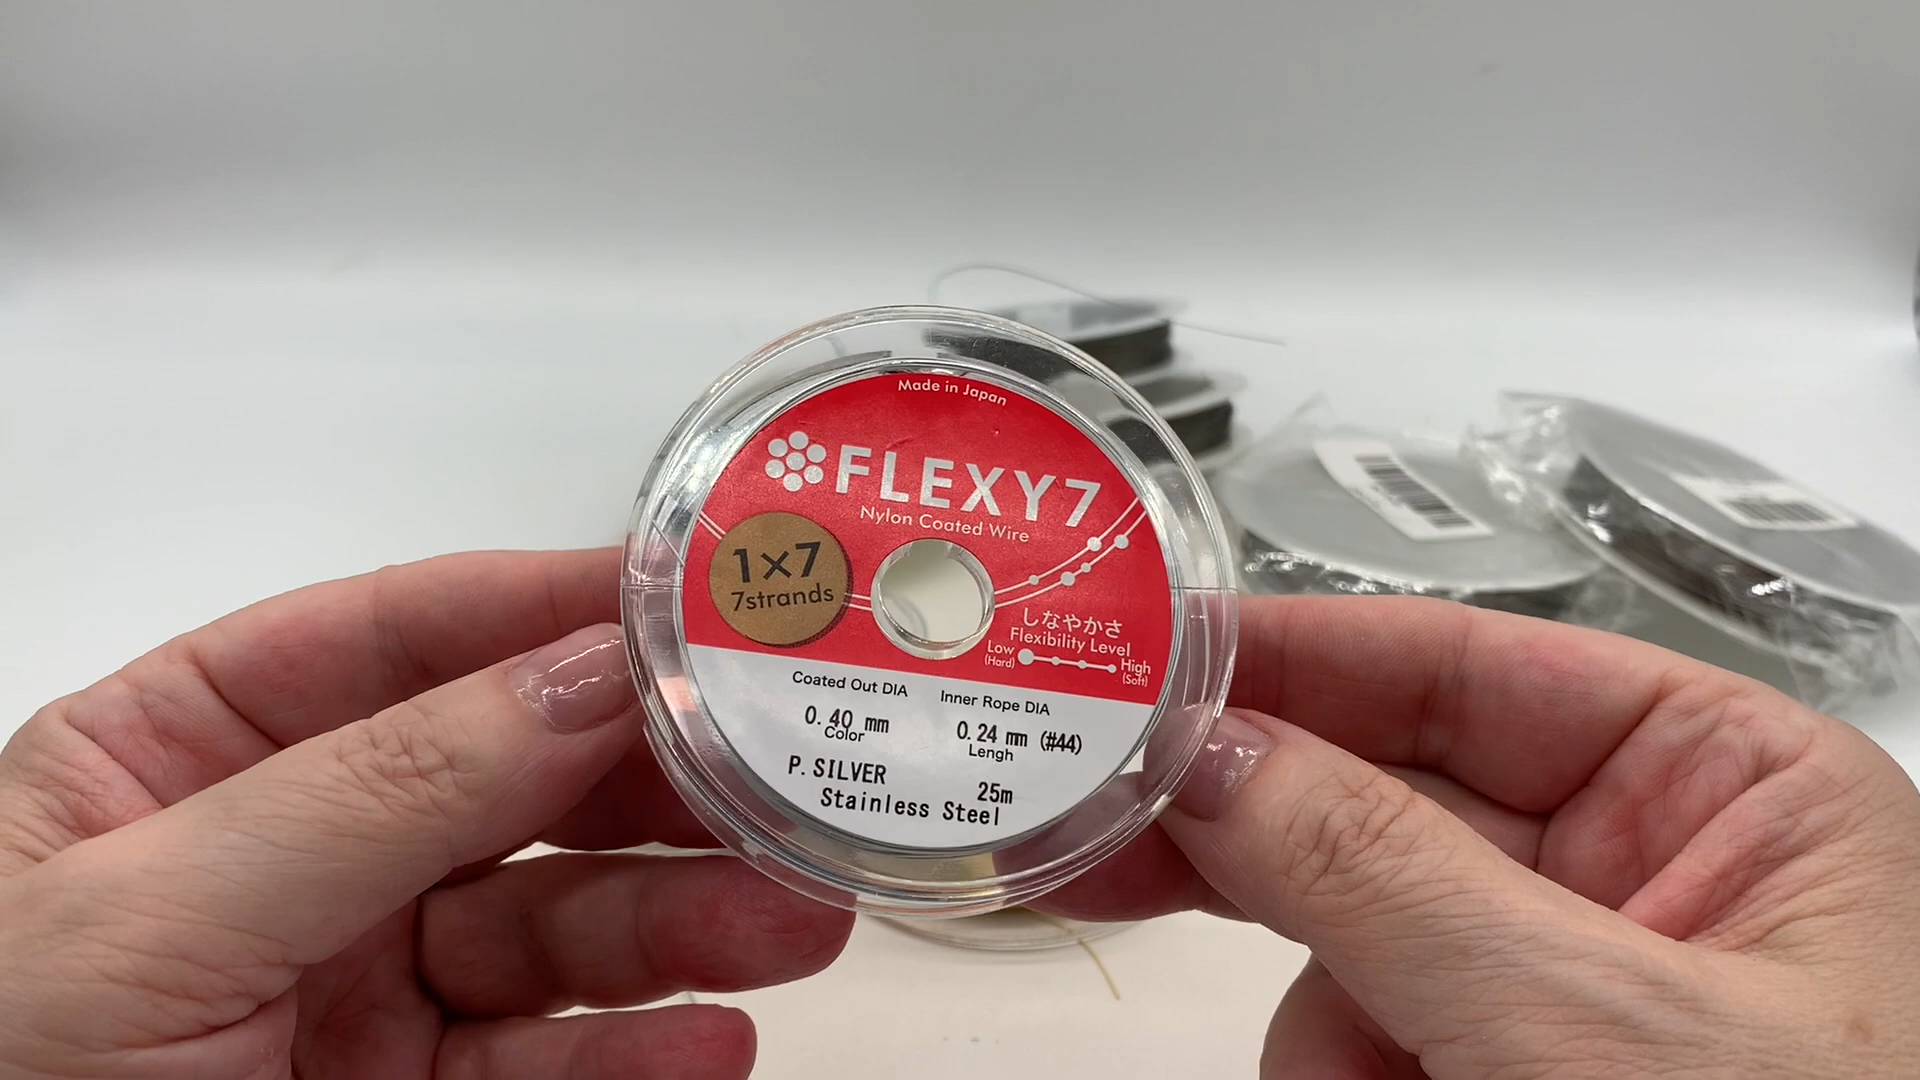 Made in Japan
FLEXY7
Nylon Coated Wire
1×7
7strands
しなやかさ
Flexibility Level
Low
(Hard)
High
(Soft)
Coated Out DIA
Inner Rope DIA
0.40 mm
0.24 mm (#44)
Color
Lengh
P.SILVER
25m
Stainless Steel